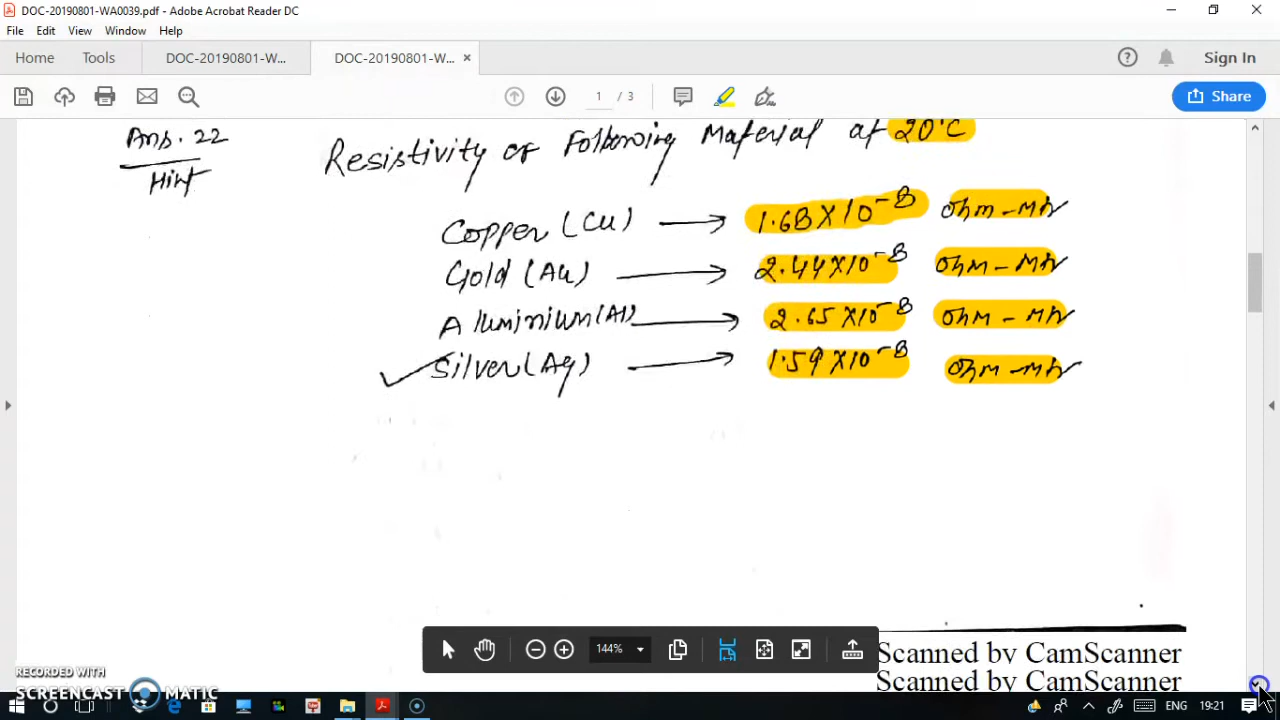 DOC-20190801-WA0039.pdf - Adobe Acrobat Reader DC
File Edit View Window Help
Home Tools DOC-20190801-W... DOC-20190801-W... ×
Sign In
1 / 3
Share
Ans. 22
Hint
Resistivity of Following Material at 20°C
Copper (Cu) → 1.68×10⁻⁸ ohm-Mtr
Gold (Au) → 2.44×10⁻⁸ ohm-Mtr
Aluminium(Al) → 2.65×10⁻⁸ ohm-Mtr
Silver(Ag) → 1.59×10⁻⁸ ohm-Mtr
144%
Scanned by CamScanner
Scanned by CamScanner
RECORDED WITH
SCREENCAST MATIC
ENG 19:21